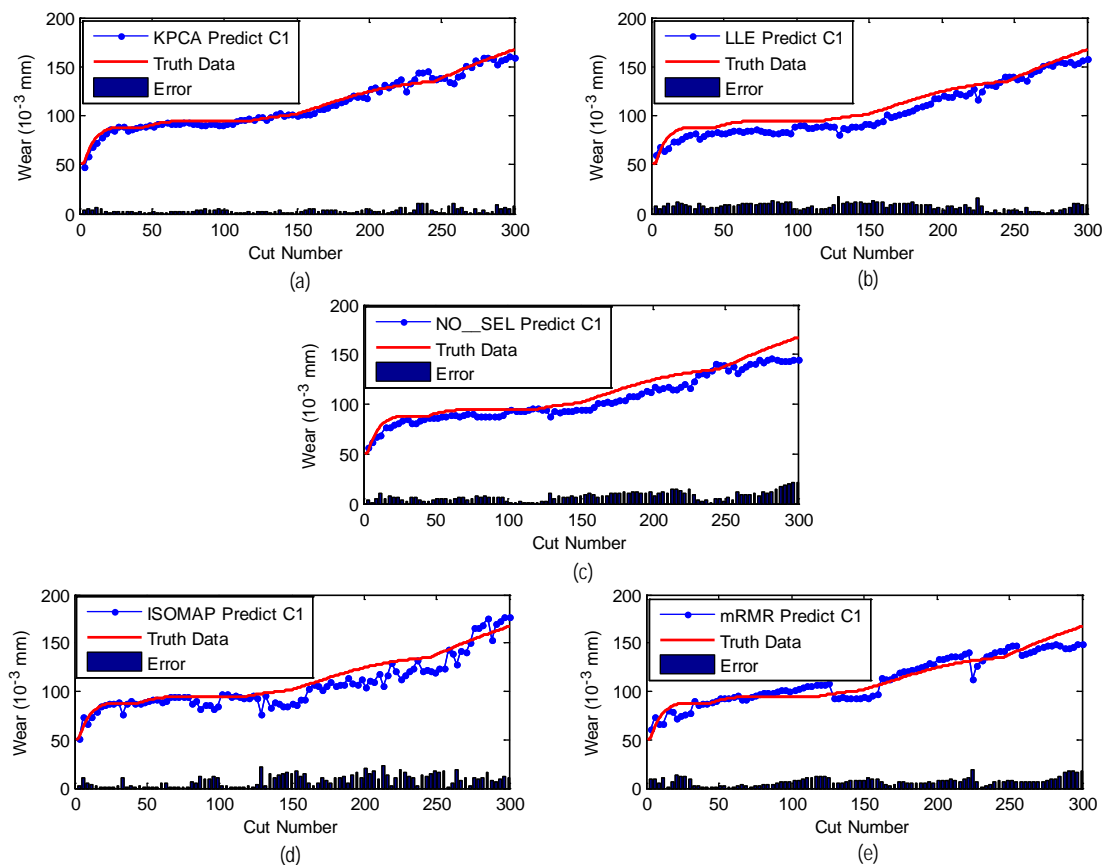 200
150
100
50
0
Wear (10⁻³ mm)
KPCA Predict C1
Truth Data
Error
0 50 100 150 200 250 300
Cut Number
(a)
200
150
100
50
0
Wear (10⁻³ mm)
LLE Predict C1
Truth Data
Error
0 50 100 150 200 250 300
Cut Number
(b)
200
150
100
50
0
Wear (10⁻³ mm)
NO__SEL Predict C1
Truth Data
Error
0 50 100 150 200 250 300
Cut Number
(c)
200
150
100
50
0
Wear (10⁻³ mm)
ISOMAP Predict C1
Truth Data
Error
0 50 100 150 200 250 300
Cut Number
(d)
200
150
100
50
0
Wear (10⁻³ mm)
mRMR Predict C1
Truth Data
Error
0 50 100 150 200 250 300
Cut Number
(e)